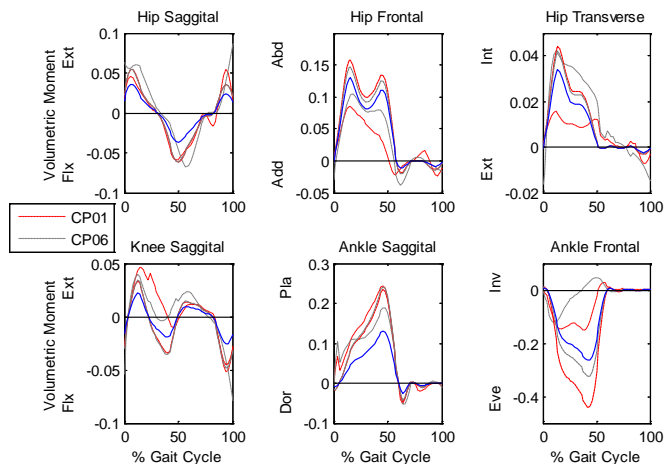 Hip Saggital
Hip Frontal
Hip Transverse
Volumetric Moment
Flx
Ext
0.1
0.05
0
-0.05
-0.1
0 50 100
Add
Abd
0.2
0.15
0.1
0.05
0
-0.05
0 50 100
Ext
Int
0.04
0.02
0
-0.02
0 50 100
CP01
CP06
Knee Saggital
Ankle Saggital
Ankle Frontal
Volumetric Moment
Flx
Ext
0.05
0
-0.05
-0.1
0 50 100
% Gait Cycle
Dor
Pla
0.3
0.2
0.1
0
-0.1
0 50 100
% Gait Cycle
Eve
Inv
0
-0.2
-0.4
0 50 100
% Gait Cycle